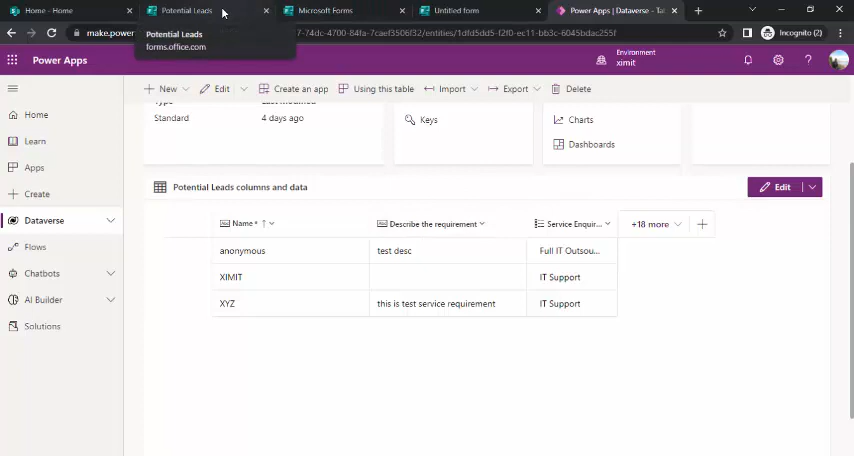 Home - Home
Potential Leads
Microsoft Forms
Untitled form
Power Apps | Dataverse - Ta
make.power
Potential Leads
forms.office.com
7-74dc-4700-84fa-7caef3506f32/entities/1dfd5dd5-f2f0-ec11-bb3c-6045bdac255f
Incognito (2)
Power Apps
Environment
ximit
New
Edit
Create an app
Using this table
Import
Export
Delete
Home
Learn
Apps
Create
Dataverse
Flows
Chatbots
AI Builder
Solutions
Type
Last modified
Standard
4 days ago
Keys
Charts
Dashboards
Potential Leads columns and data
Edit
Name *
Describe the requirement
Service Enquir...
+18 more
anonymous
test desc
Full IT Outsou...
XIMIT
IT Support
XYZ
this is test service requirement
IT Support